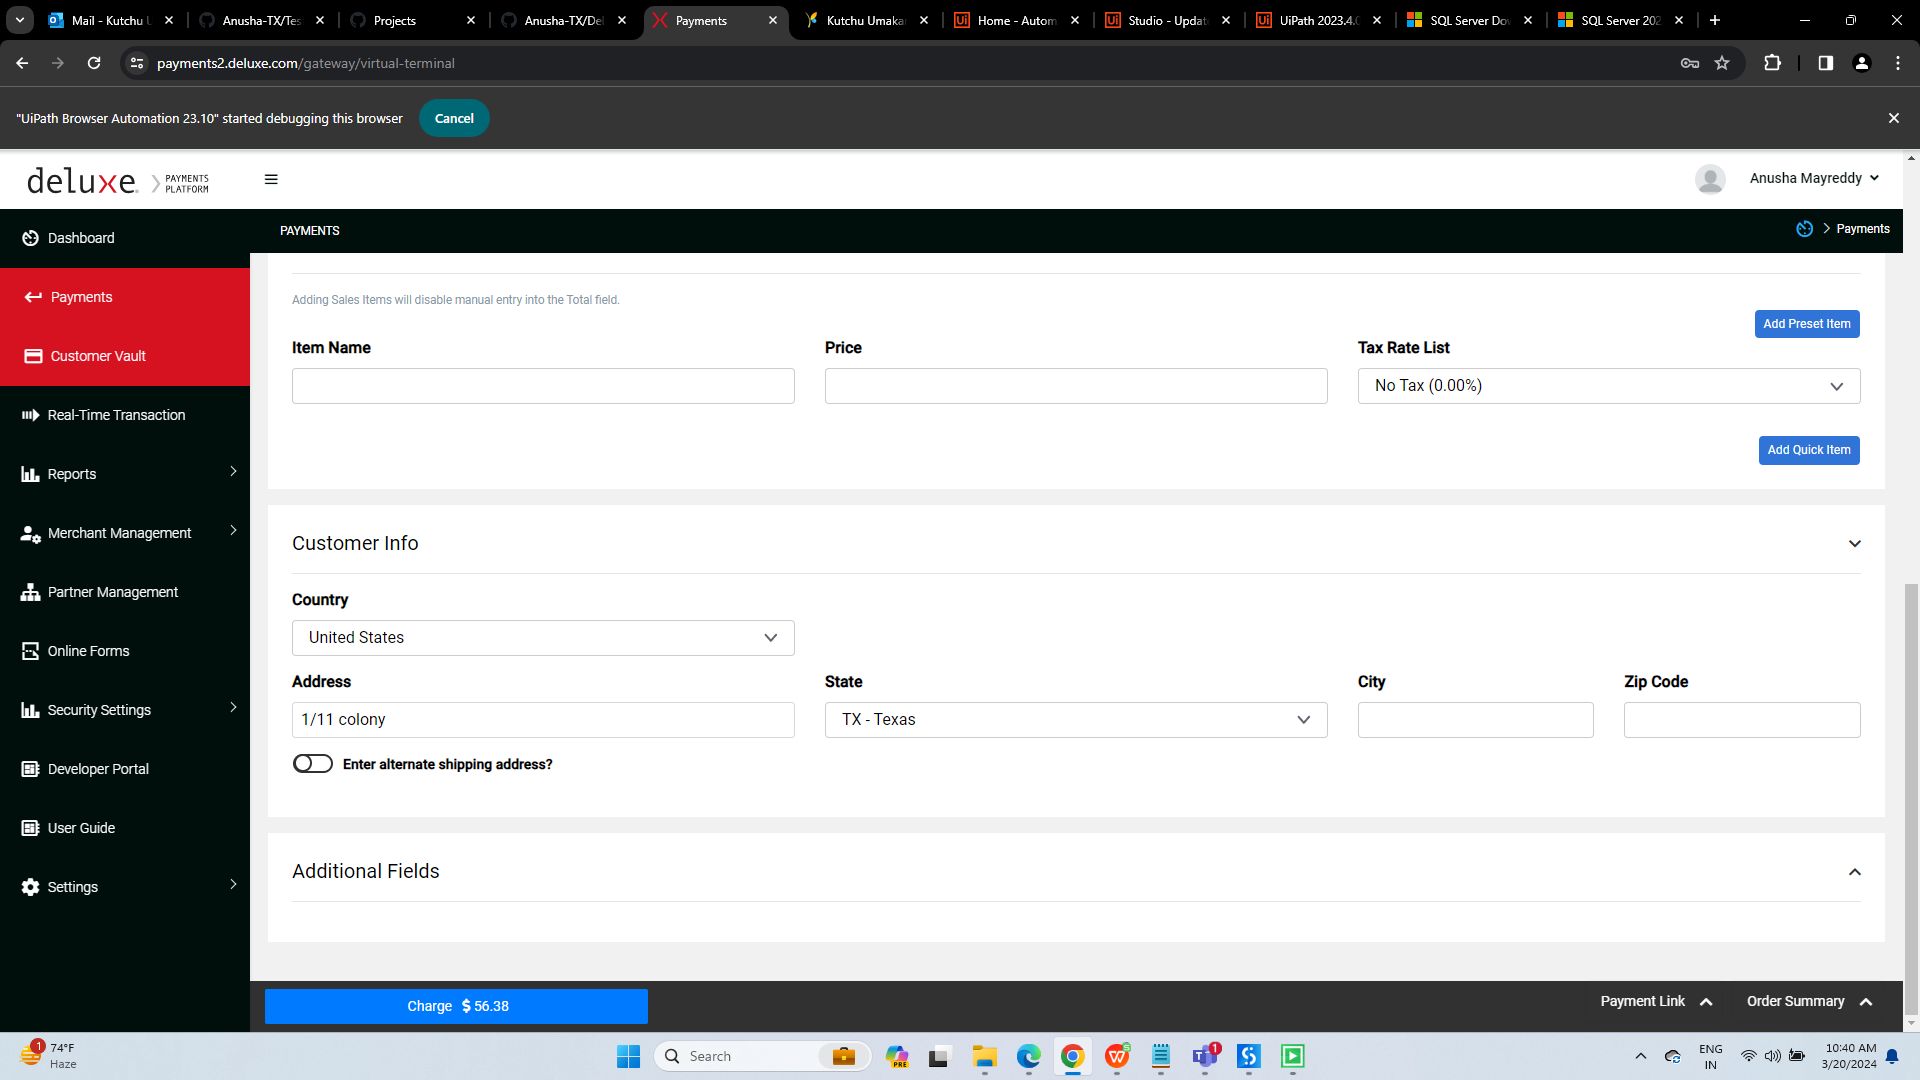 Mail - Kutchu U
Anusha-TX/Tes
Projects
Anusha-TX/Del
Payments
Kutchu Umakar
Home - Autom
Studio - Updat
UiPath 2023.4.0
SQL Server Do
SQL Server 202
payments2.deluxe.com/gateway/virtual-terminal
"UiPath Browser Automation 23.10" started debugging this browser
Cancel
deluxe.
PAYMENTS
PLATFORM
Anusha Mayreddy
Dashboard
Payments
Customer Vault
Real-Time Transaction
Reports
Merchant Management
Partner Management
Online Forms
Security Settings
Developer Portal
User Guide
Settings
PAYMENTS
Payments
Adding Sales Items will disable manual entry into the Total field.
Add Preset Item
Item Name
Price
Tax Rate List
No Tax (0.00%)
Add Quick Item
Customer Info
Country
United States
Address
State
City
Zip Code
1/11 colony
TX - Texas
Enter alternate shipping address?
Additional Fields
Charge $ 56.38
Payment Link
Order Summary
1
74°F
Haze
Search
PRE
1
ENG
IN
10:40 AM
3/20/2024